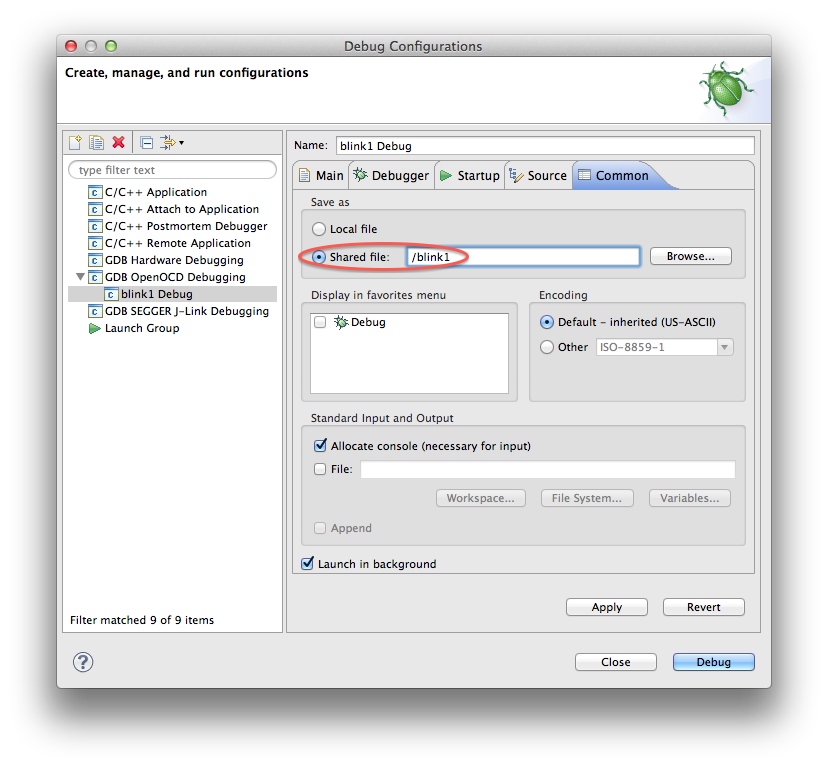 Debug Configurations
Create, manage, and run configurations
type filter text
C/C++ Application
C/C++ Attach to Application
C/C++ Postmortem Debugger
C/C++ Remote Application
GDB Hardware Debugging
GDB OpenOCD Debugging
blink1 Debug
GDB SEGGER J-Link Debugging
Launch Group
Filter matched 9 of 9 items
Name: blink1 Debug
Main Debugger Startup Source Common
Save as
Local file
Shared file: /blink1 Browse...
Display in favorites menu
Debug
Encoding
Default - inherited (US-ASCII)
Other ISO-8859-1
Standard Input and Output
Allocate console (necessary for input)
File:
Workspace... File System... Variables...
Append
Launch in background
Apply Revert
? Close Debug